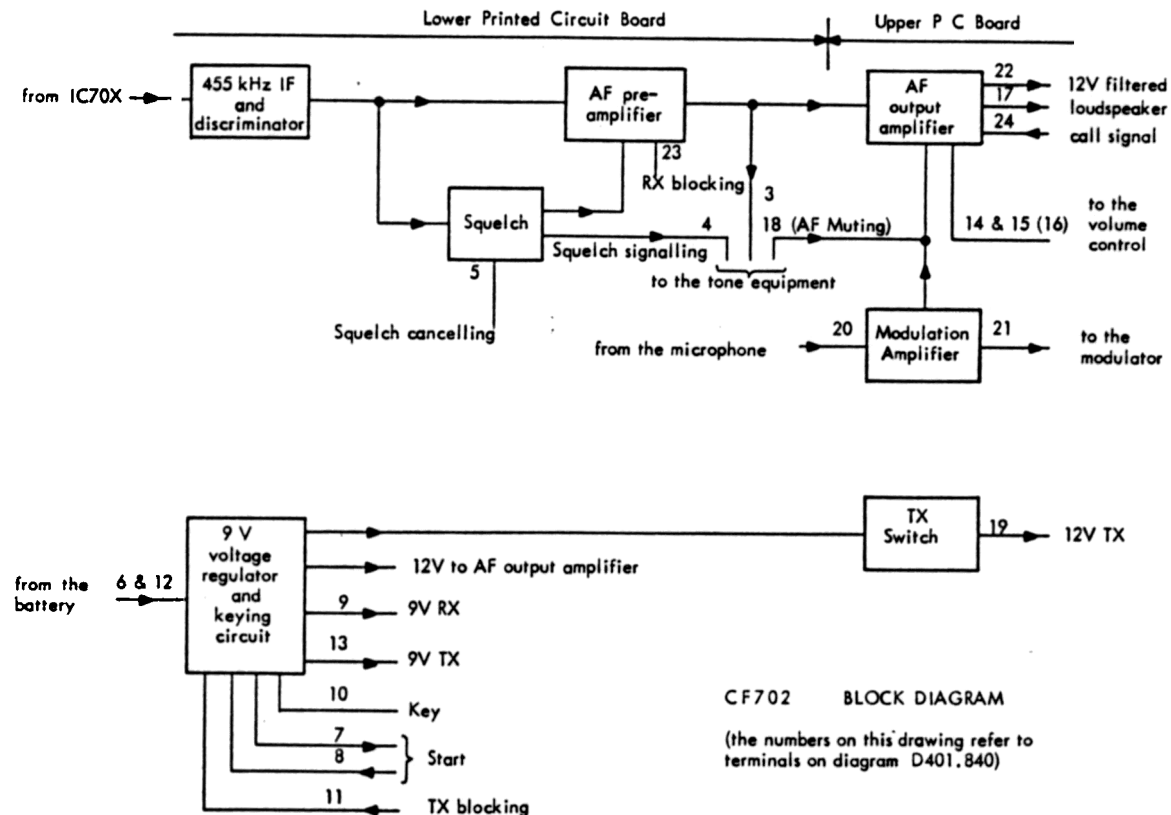 Lower Printed Circuit Board
Upper P C Board
from IC70X
455 kHz IF
and
discriminator
AF pre-
amplifier
AF
output
amplifier
22
12V filtered
17
loudspeaker
24
call signal
23
RX blocking
3
Squelch
4
18 (AF Muting)
14 & 15 (16)
to the
volume
control
Squelch signalling
5
to the tone equipment
Squelch cancelling
from the microphone
20
Modulation
Amplifier
21
to the
modulator
9 V
voltage
regulator
and
keying
circuit
TX
Switch
19
12V TX
from the
battery
6 & 12
12V to AF output amplifier
9
9V RX
13
9V TX
10
Key
7
8
Start
11
TX blocking
CF702 BLOCK DIAGRAM
(the numbers on this drawing refer to
terminals on diagram D401.840)